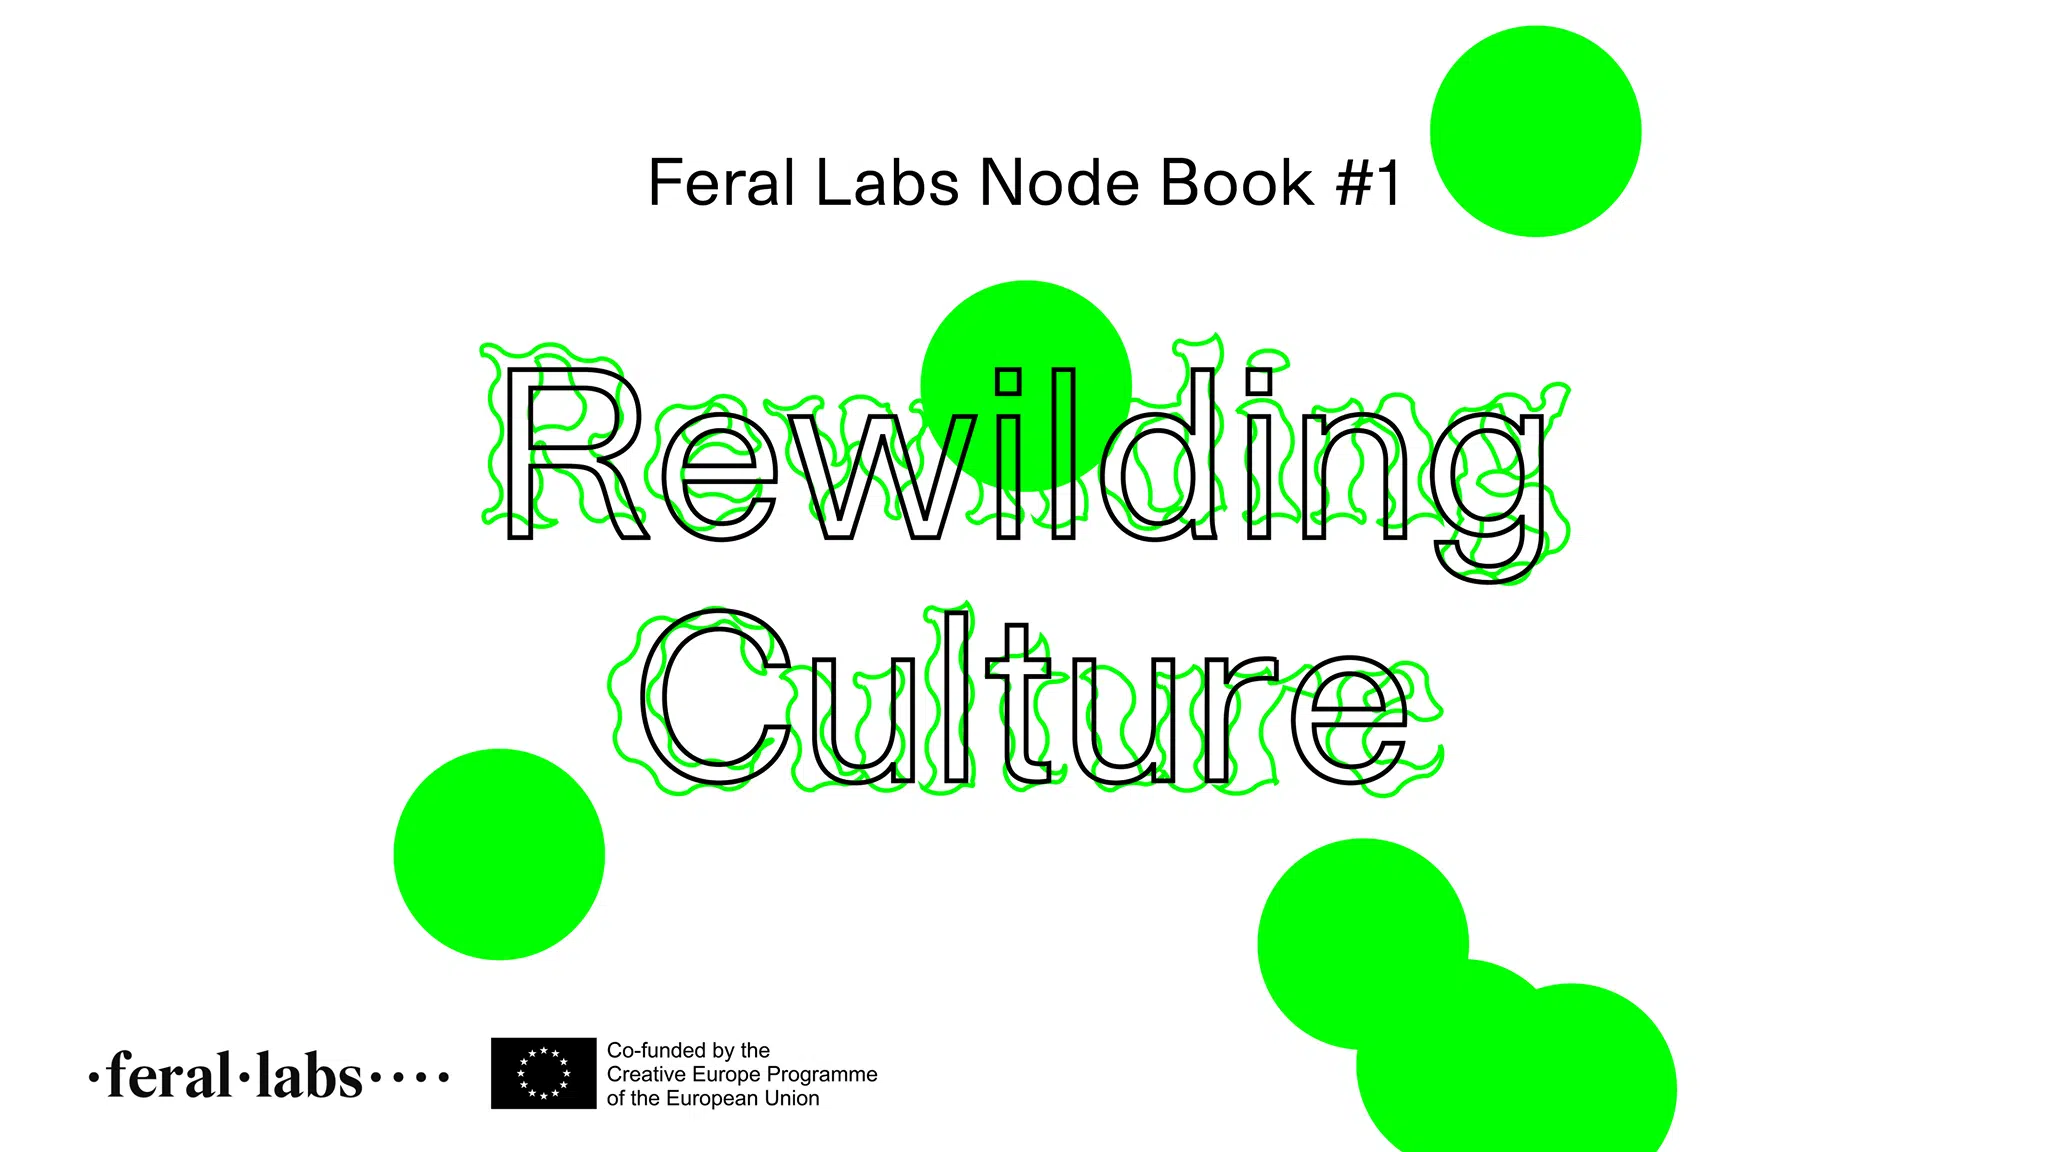 Feral Labs Node Book #1
Rewilding
Culture
·feral·labs····
Co-funded by the
Creative Europe Programme
of the European Union